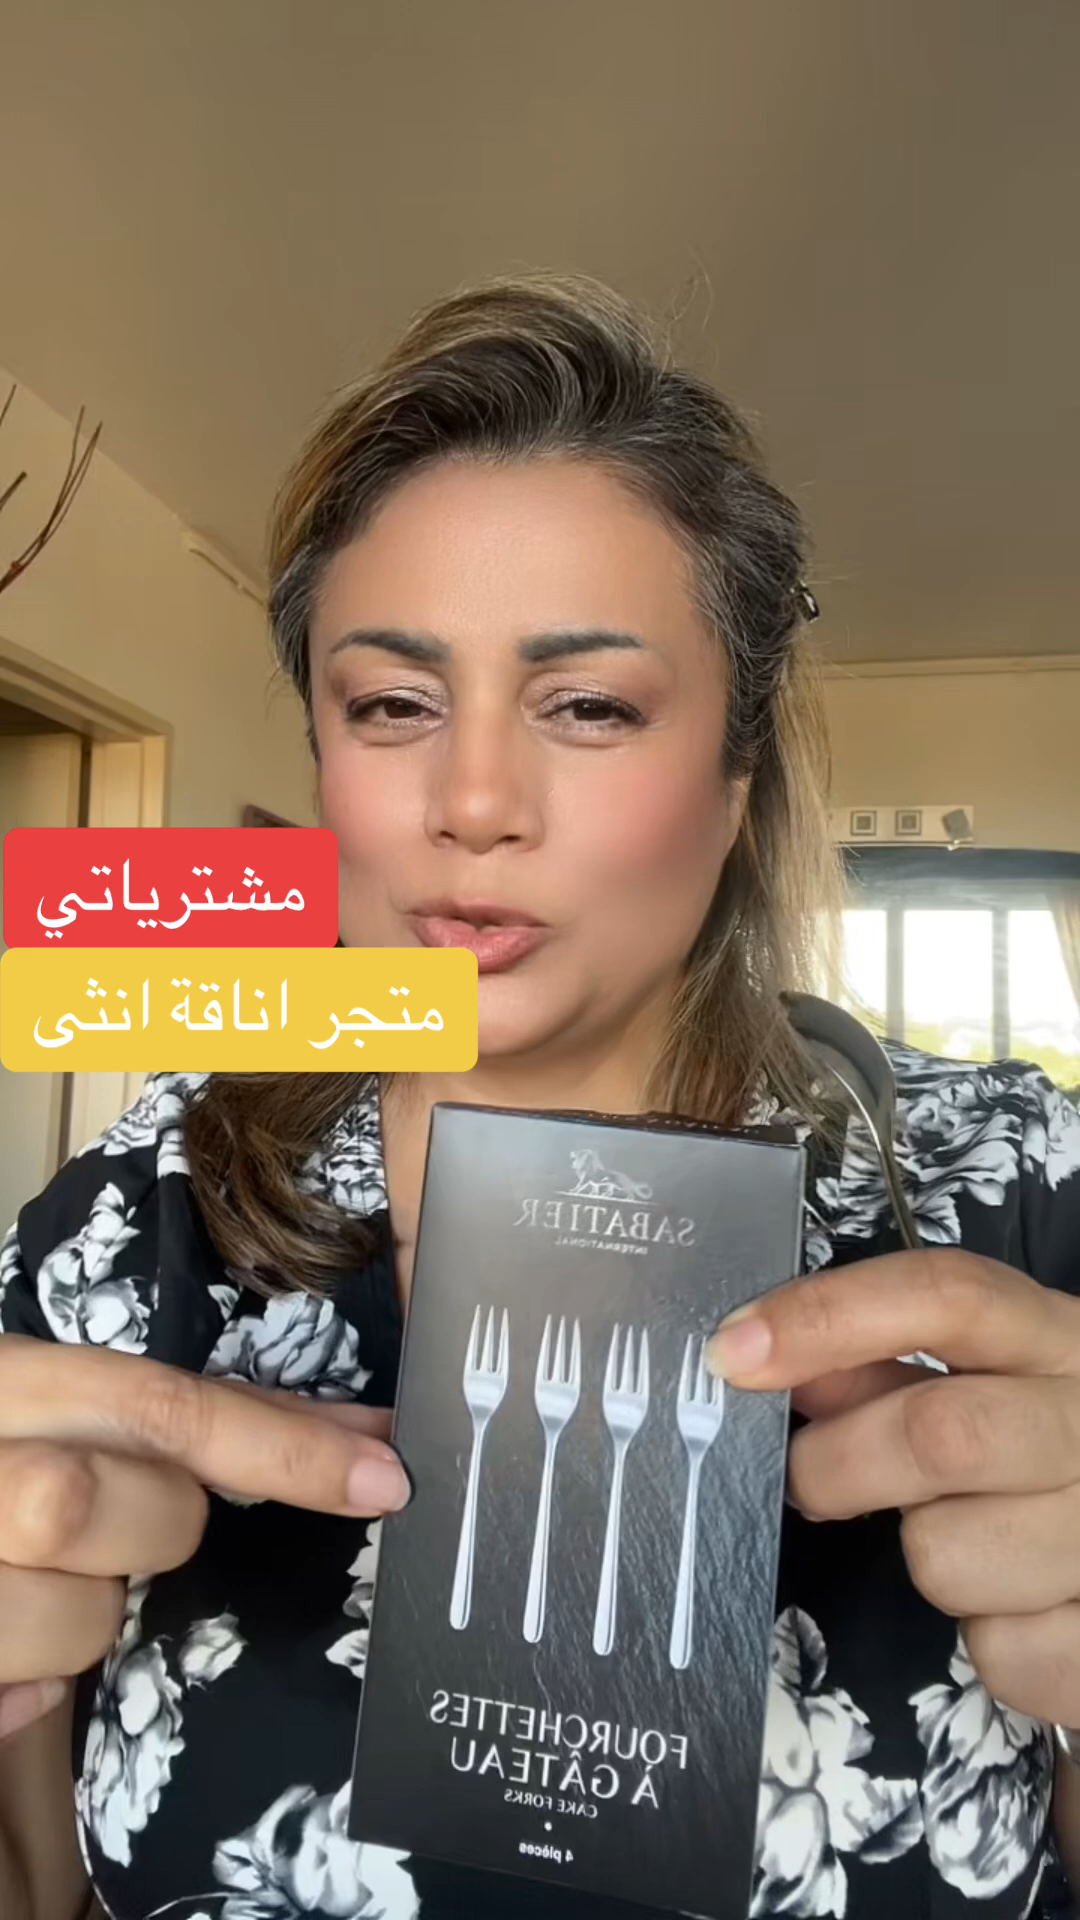 مشترياتي
متجر اناقة انثى
SABATIER
INTERNATIONAL
FOURCHETTES
À GÂTEAU
CAKE FORKS
4 pièces